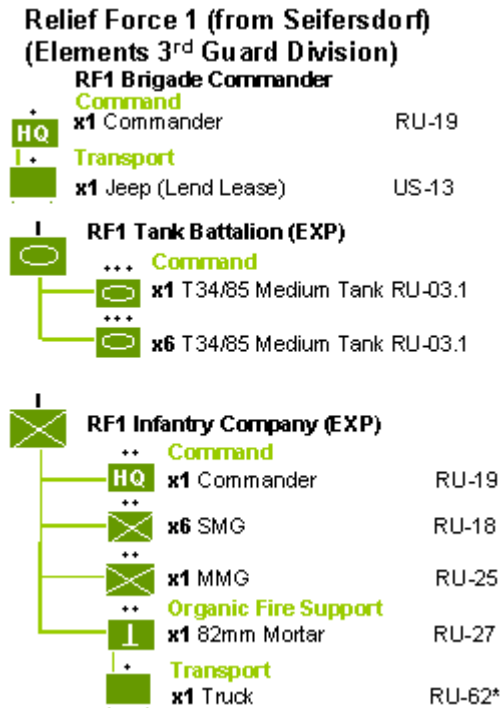 Relief Force 1 (from Seifersdorf)
(Elements 3rd Guard Division)
RF1 Brigade Commander
Command
HQ x1 Commander RU-19
Transport
x1 Jeep (Lend Lease) US-13
RF1 Tank Battalion (EXP)
Command
x1 T34/85 Medium Tank RU-03.1
x6 T34/85 Medium Tank RU-03.1
RF1 Infantry Company (EXP)
Command
HQ x1 Commander RU-19
x6 SMG RU-18
x1 MMG RU-25
Organic Fire Support
x1 82mm Mortar RU-27
Transport
x1 Truck RU-62*